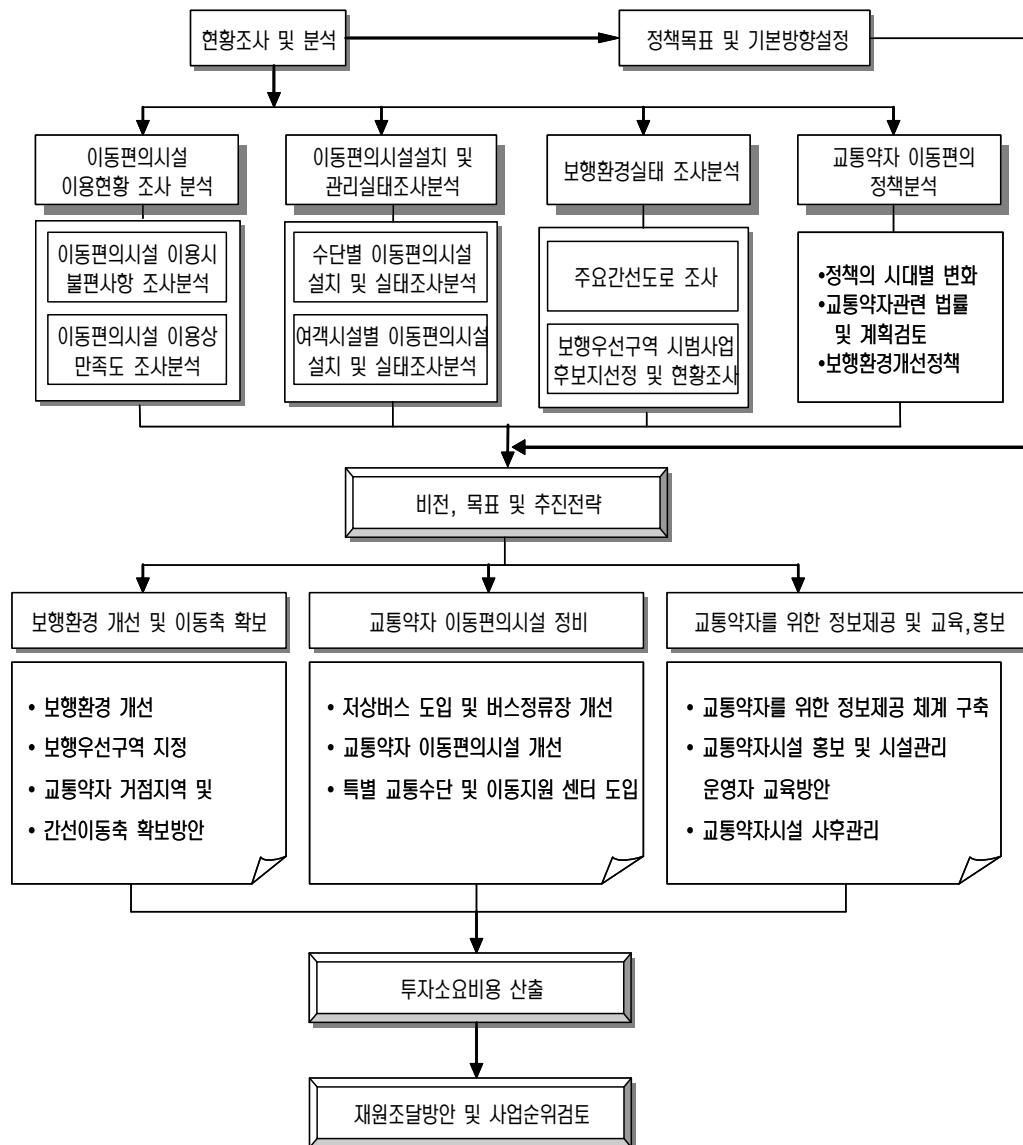 현황조사 및 분석
정책목표 및 기본방향설정
이동편의시설
이용현황 조사 분석
이동편의시설설치 및
관리실태조사분석
보행환경실태 조사분석
교통약자 이동편의
정책분석
이동편의시설 이용시
불편사항 조사분석
이동편의시설 이용상
만족도 조사분석
수단별 이동편의시설
설치 및 실태조사분석
여객시설별 이동편의시설
설치 및 실태조사분석
주요간선도로 조사
보행우선구역 시범사업
후보지선정 및 현황조사
•정책의 시대별 변화
•교통약자관련 법률
및 계획검토
•보행환경개선정책
비전, 목표 및 추진전략
보행환경 개선 및 이동축 확보
교통약자 이동편의시설 정비
교통약자를 위한 정보제공 및 교육,홍보
• 보행환경 개선
• 보행우선구역 지정
• 교통약자 거점지역 및
• 간선이동축 확보방안
• 저상버스 도입 및 버스정류장 개선
• 교통약자 이동편의시설 개선
• 특별 교통수단 및 이동지원 센터 도입
• 교통약자를 위한 정보제공 체계 구축
• 교통약자시설 홍보 및 시설관리
운영자 교육방안
• 교통약자시설 사후관리
투자소요비용 산출
재원조달방안 및 사업순위검토